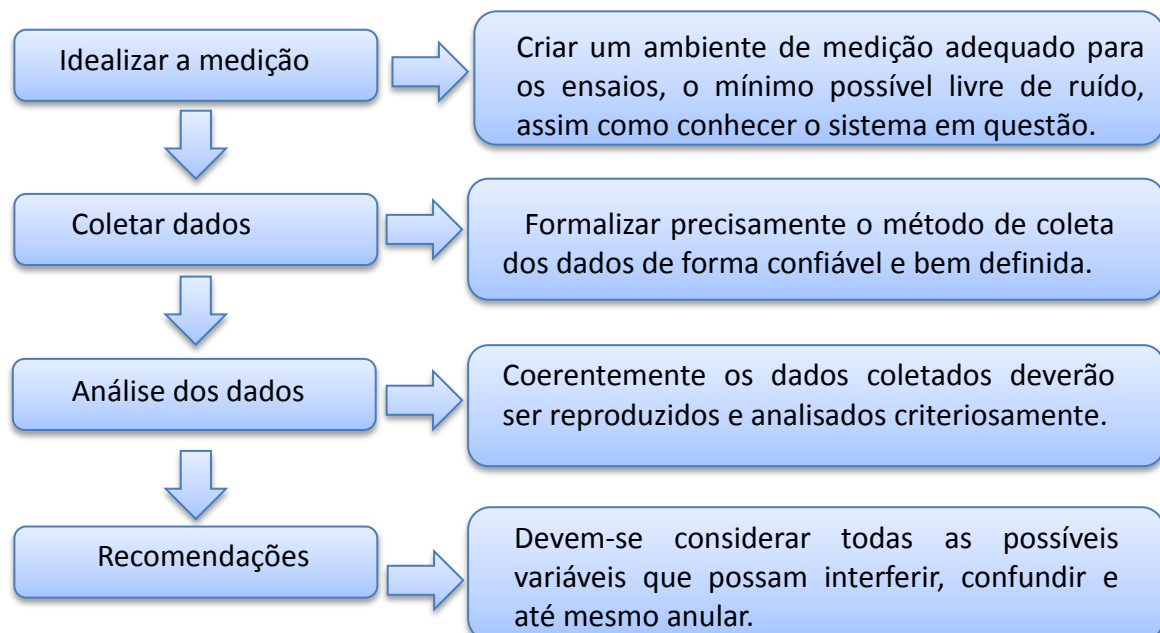 Idealizar a medição
Criar um ambiente de medição adequado para
os ensaios, o mínimo possível livre de ruído,
assim como conhecer o sistema em questão.
Coletar dados
Formalizar precisamente o método de coleta
dos dados de forma confiável e bem definida.
Análise dos dados
Coerentemente os dados coletados deverão
ser reproduzidos e analisados criteriosamente.
Recomendações
Devem-se considerar todas as possíveis
variáveis que possam interferir, confundir e
até mesmo anular.